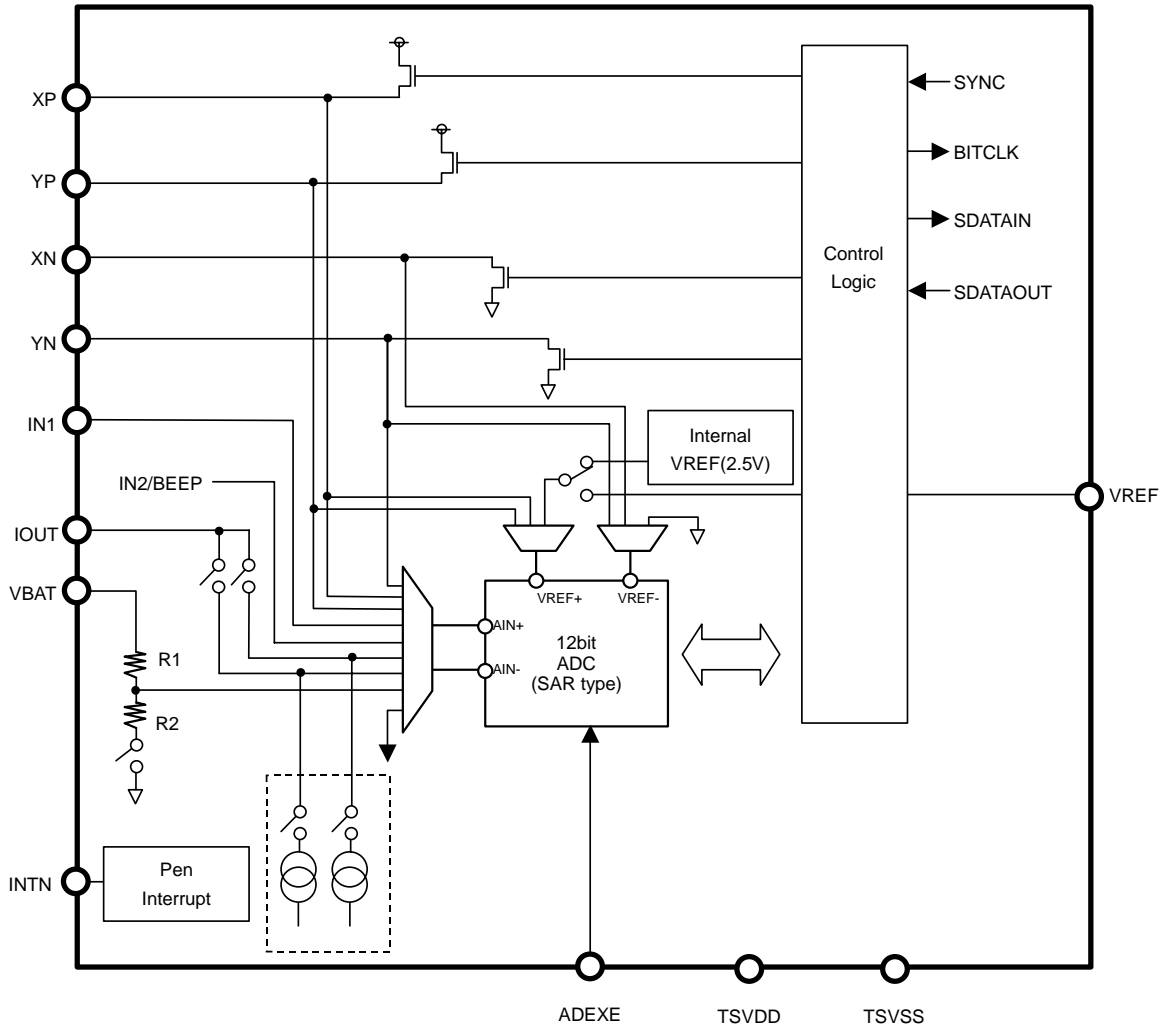 XP
YP
XN
YN
IN1
IN2/BEEP
IOUT
VBAT
R1
R2
INTN
Pen
Interrupt
Control
Logic
SYNC
BITCLK
SDATAIN
SDATAOUT
Internal
VREF(2.5V)
VREF
VREF+
VREF-
AIN+
AIN-
12bit
ADC
(SAR type)
ADEXE
TSVDD
TSVSS